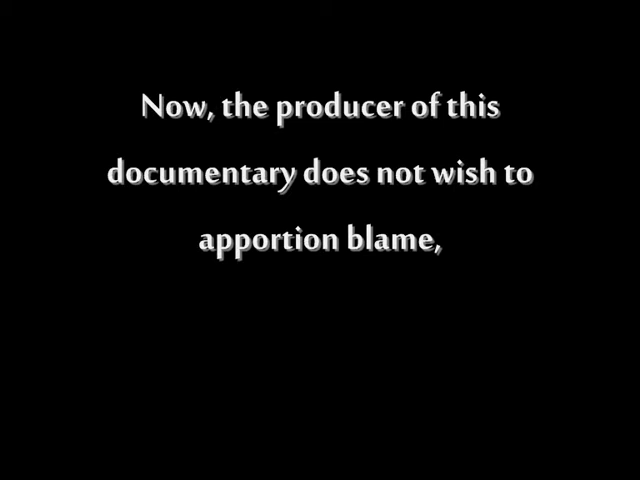 Now, the producer of this
documentary does not wish to
apportion blame,